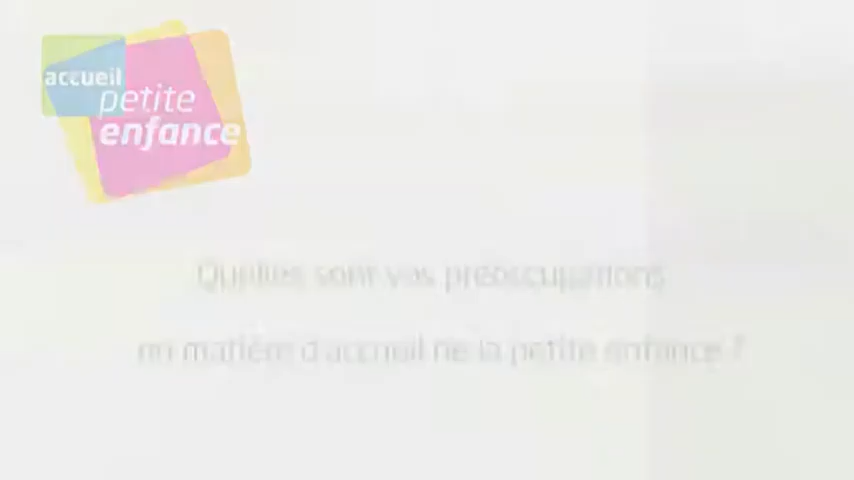 accueil
petite
enfance
Quelles sont vos préoccupations
en matière d'accueil de la petite enfance ?